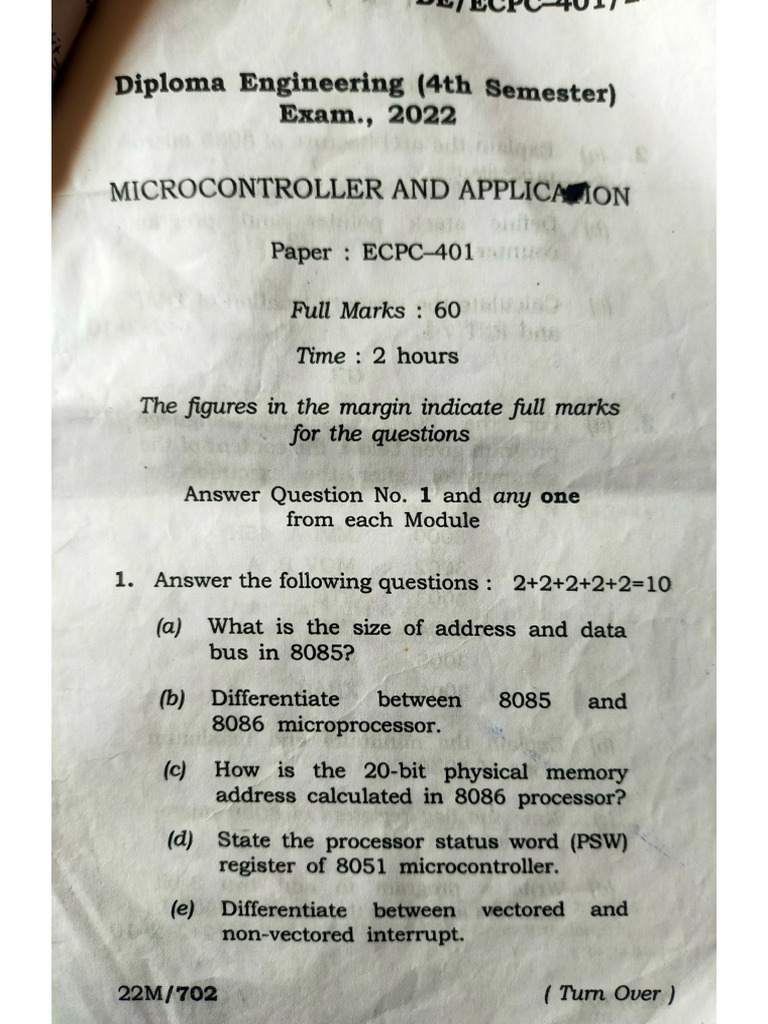 DE/ECPC-401/
Diploma Engineering (4th Semester)
Exam., 2022
MICROCONTROLLER AND
Paper : ECPC–401
Full Marks : 60
Time : 2 hours
The figures in the margin indicate full marks
for the questions
Answer Question No. 1 and any one
from each Module
1. Answer the following questions : 2+2+2+2+2=10
(a) What is the size of address and data
bus in 8085?
(b) Differentiate between 8085 and
8086 microprocessor.
(c) How is the 20-bit physical memory
address calculated in 8086 processor?
(d) State the processor status word (PSW)
register of 8051 microcontroller.
(e) Differentiate between vectored and
non-vectored interrupt.
22M/702
( Turn Over )